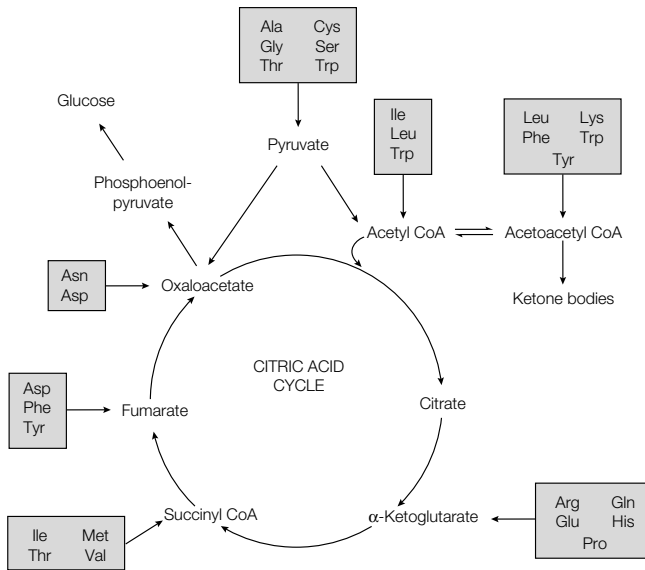 Ala Cys
Gly Ser
Thr Trp
Glucose
Ile
Leu
Trp
Leu Lys
Phe Trp
Tyr
Pyruvate
Phosphoenol-
pyruvate
Acetyl CoA
Acetoacetyl CoA
Asn
Asp
Oxaloacetate
Ketone bodies
CITRIC ACID
CYCLE
Asp
Phe
Tyr
Fumarate
Citrate
Succinyl CoA
α-Ketoglutarate
Arg Gln
Glu His
Pro
Ile Met
Thr Val